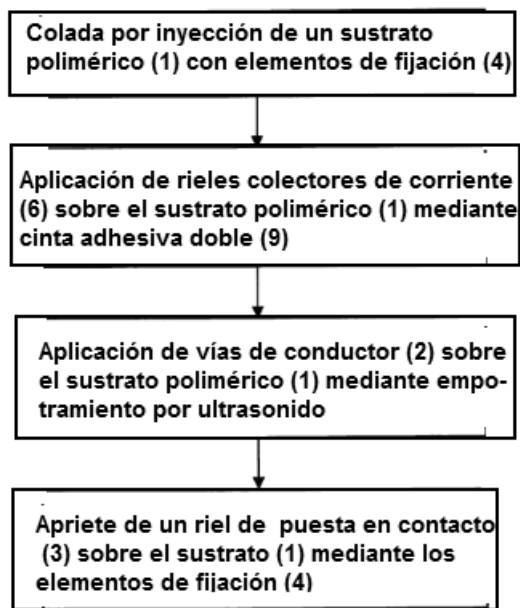 Colada por inyección de un sustrato
polimérico (1) con elementos de fijación (4)
Aplicación de rieles colectores de corriente
(6) sobre el sustrato polimérico (1) mediante
cinta adhesiva doble (9)
Aplicación de vías de conductor (2) sobre
el sustrato polimérico (1) mediante empo-
tramiento por ultrasonido
Apriete de un riel de puesta en contacto
(3) sobre el sustrato (1) mediante los
elementos de fijación (4)